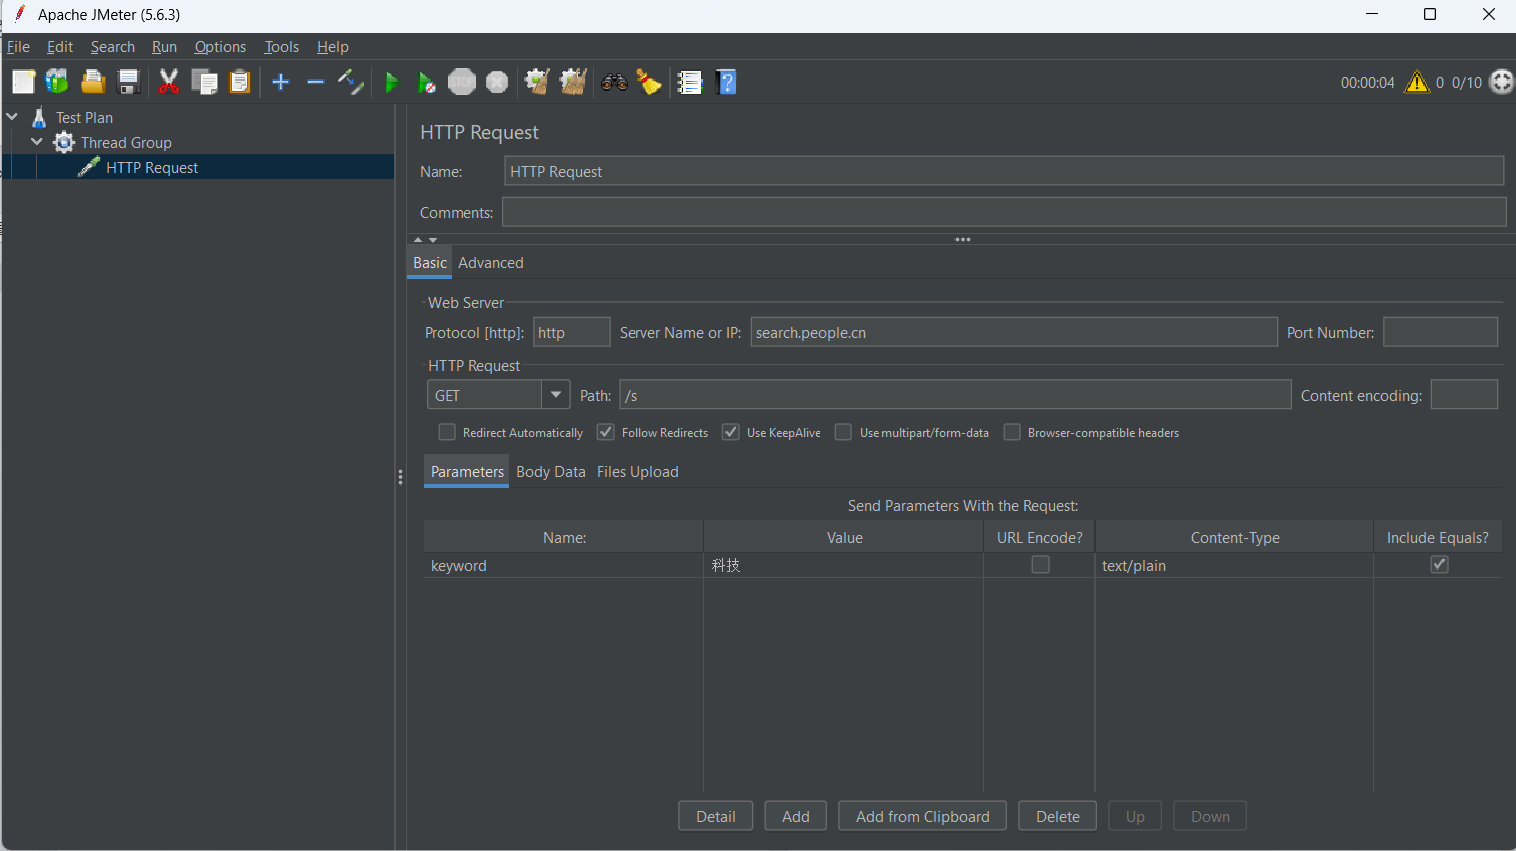 Apache JMeter (5.6.3)
File Edit Search Run Options Tools Help
STOP
00:00:04 0 0/10
Test Plan
Thread Group
HTTP Request
HTTP Request
Name: HTTP Request
Comments:
Basic Advanced
Web Server
Protocol [http]: http Server Name or IP: search.people.cn Port Number:
HTTP Request
GET Path: /s Content encoding:
Redirect Automatically Follow Redirects Use KeepAlive Use multipart/form-data Browser-compatible headers
Parameters Body Data Files Upload
Send Parameters With the Request:
Name: Value URL Encode? Content-Type Include Equals?
keyword 科技 text/plain
Detail Add Add from Clipboard Delete Up Down